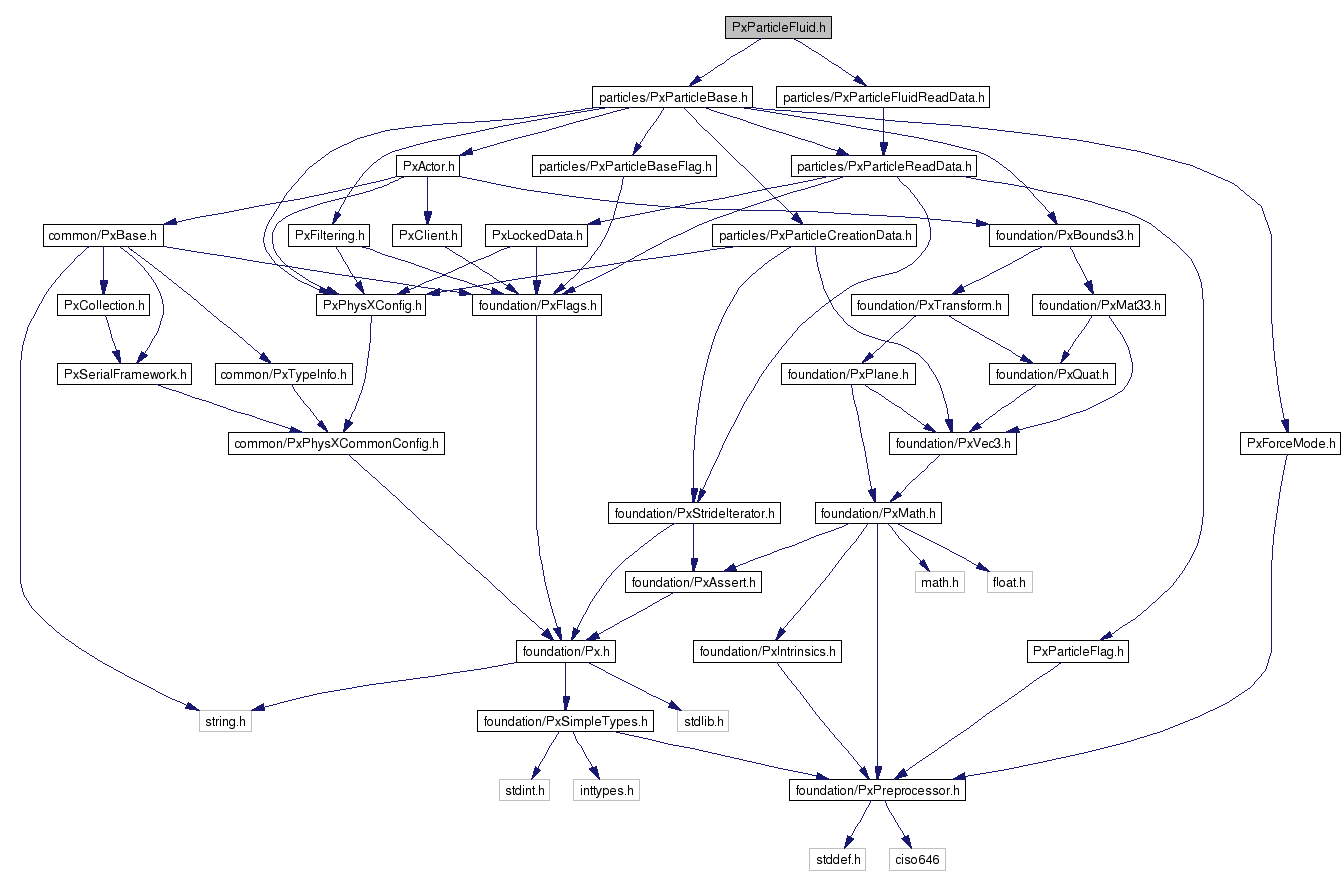 PxParticleFluid.h
particles/PxParticleBase.h
particles/PxParticleFluidReadData.h
PxActor.h
particles/PxParticleBaseFlag.h
particles/PxParticleReadData.h
common/PxBase.h
PxFiltering.h
PxClient.h
PxLockedData.h
particles/PxParticleCreationData.h
foundation/PxBounds3.h
PxCollection.h
PxPhysXConfig.h
foundation/PxFlags.h
foundation/PxTransform.h
foundation/PxMat33.h
PxSerialFramework.h
common/PxTypeInfo.h
foundation/PxPlane.h
foundation/PxQuat.h
common/PxPhysXCommonConfig.h
foundation/PxVec3.h
PxForceMode.h
foundation/PxStrideIterator.h
foundation/PxMath.h
foundation/PxAssert.h
math.h
float.h
foundation/Px.h
foundation/PxIntrinsics.h
PxParticleFlag.h
string.h
foundation/PxSimpleTypes.h
stdlib.h
stdint.h
inttypes.h
foundation/PxPreprocessor.h
stddef.h
ciso646